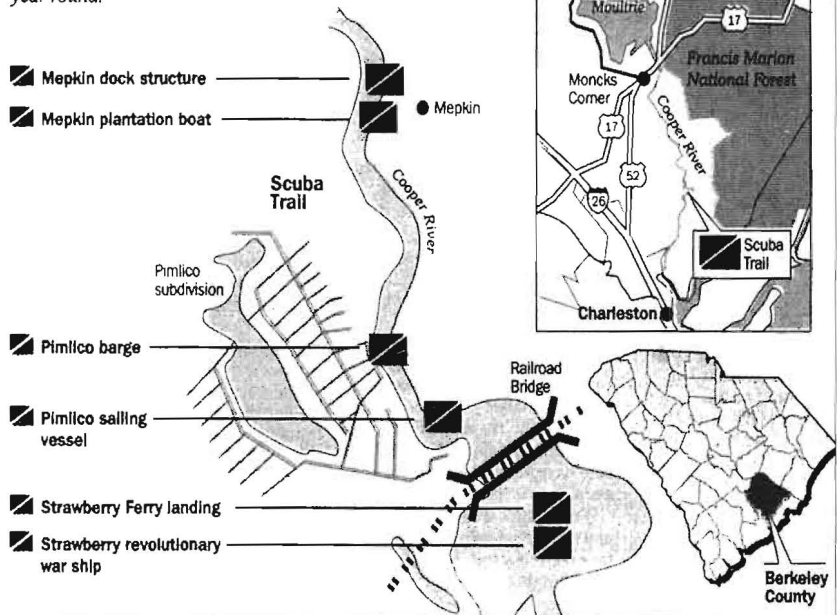 year round.
Mepkin dock structure
Mepkin plantation boat
Mepkin
Scuba
Trail
Cooper River
Pimlico
subdivision
Pimlico barge
Pimlico sailing
vessel
Railroad
Bridge
Strawberry Ferry landing
Strawberry revolutionary
war ship
Moultrie
17
Francis Marion
National Forest
Moncks
Corner
Cooper River
17
52
26
Scuba
Trail
Charleston
Berkeley
County